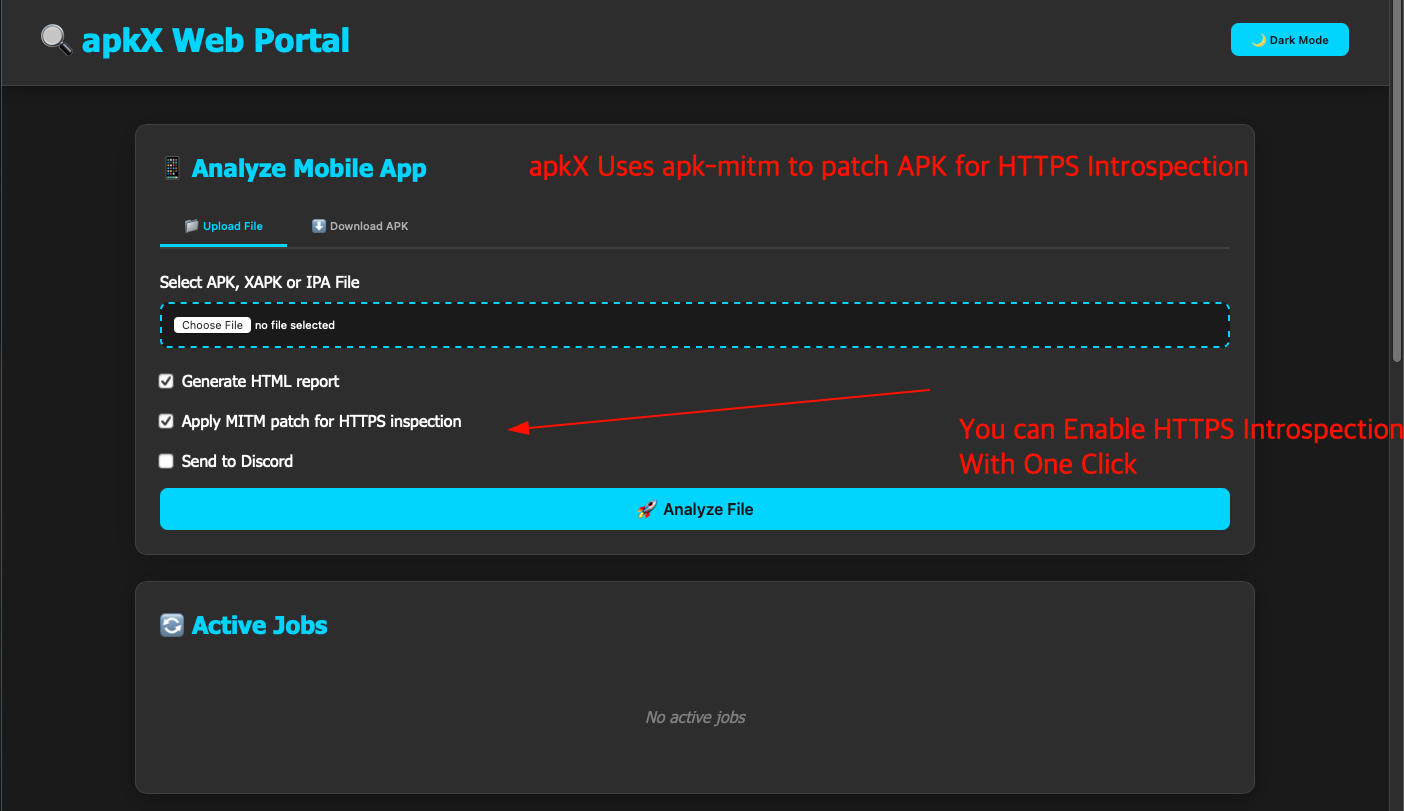 apkX Web Portal
Dark Mode
Analyze Mobile App
apkX Uses apk-mitm to patch APK for HTTPS Introspection
Upload File
Download APK
Select APK, XAPK or IPA File
Choose File no file selected
Generate HTML report
Apply MITM patch for HTTPS inspection
You can Enable HTTPS Introspection
With One Click
Send to Discord
Analyze File
Active Jobs
No active jobs